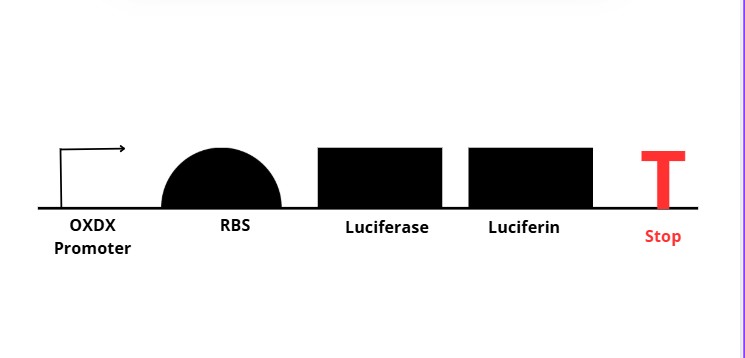 OXDX
Promoter
RBS
Luciferase
Luciferin
T
Stop